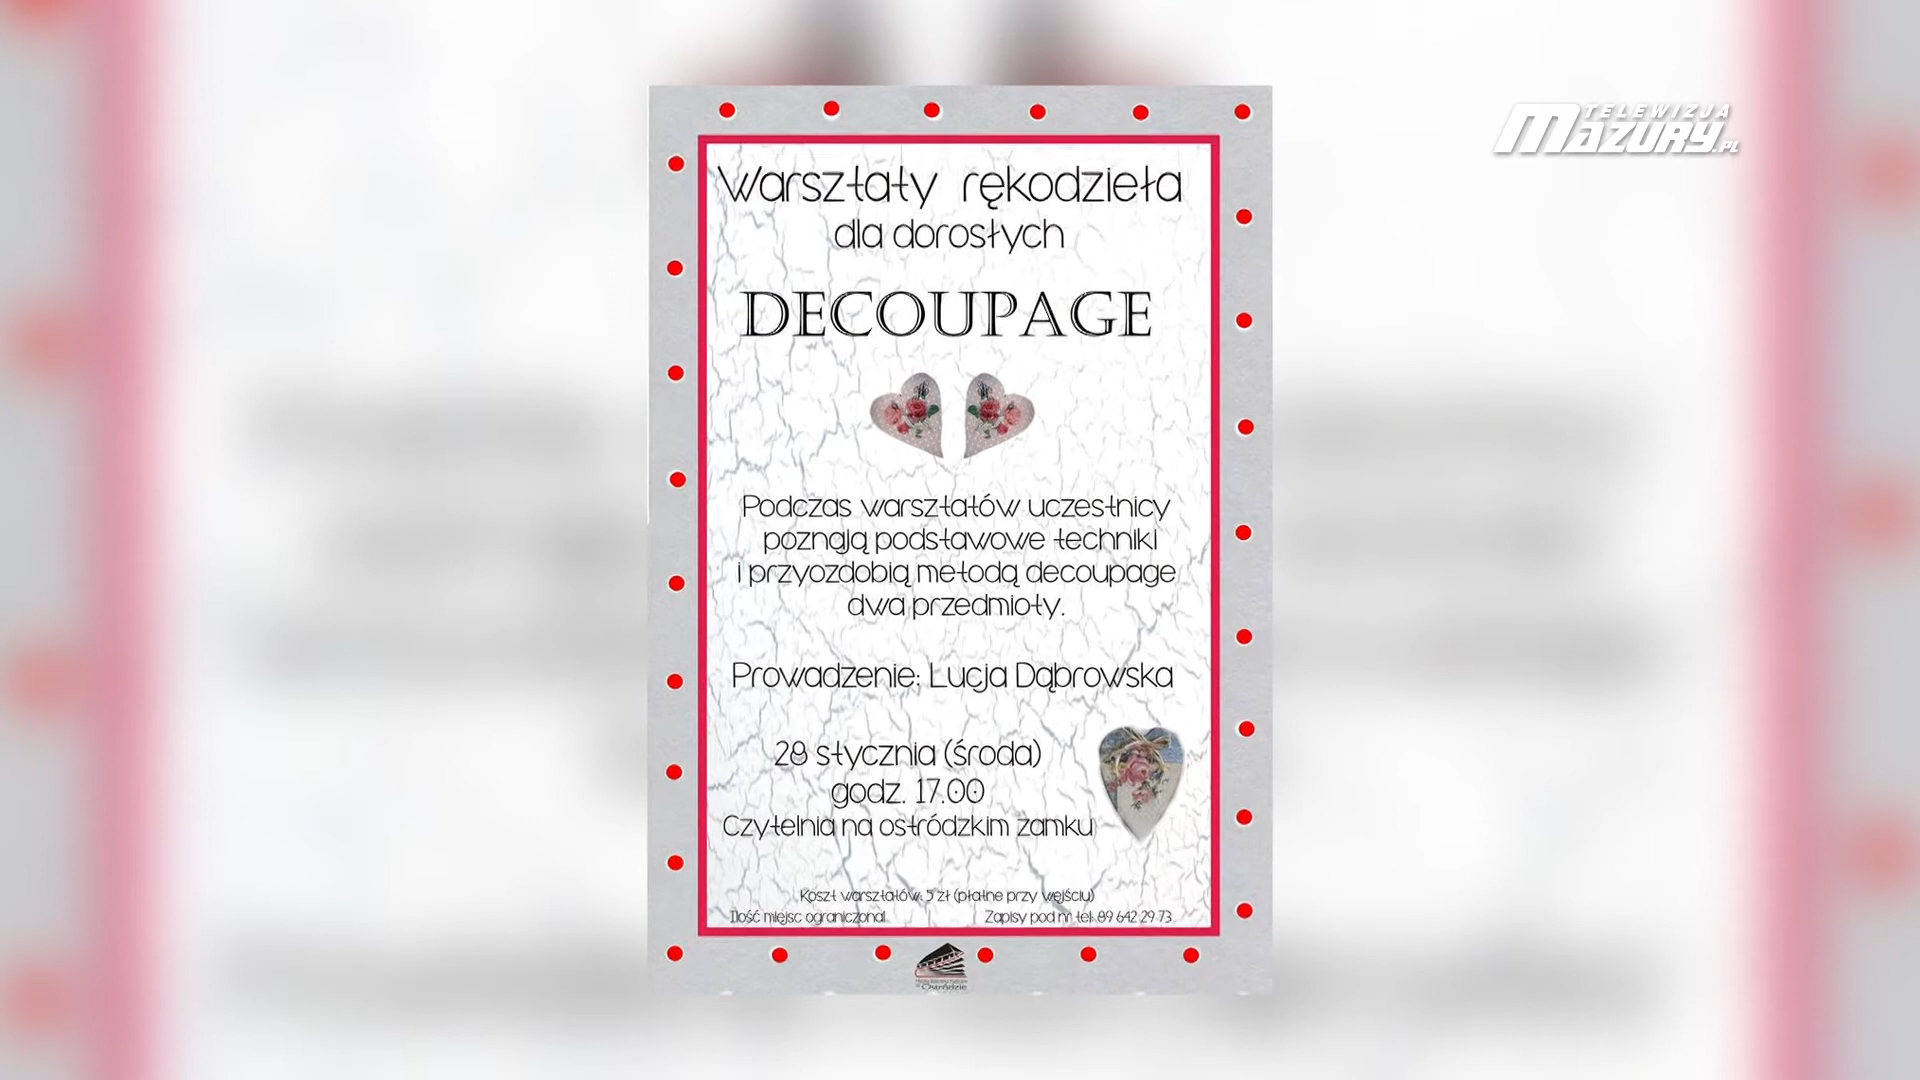 TELEWIZJA
MAZURY.PL
Warsztaty rękodzieła
dla dorosłych
DECOUPAGE
Podczas warsztatów uczestnicy
poznają podstawowe techniki
i przyozdobią metodą decoupage
dwa przedmioty.
Prowadzenie: Lucja Dąbrowska
28 stycznia (środa)
godz. 17.00
Czytelnia na ostródzkim zamku
Koszt warsztatów: 5 zł (płatne przy wejściu)
Ilość miejsc ograniczona!
Zapisy pod nr tel: 89 642 29 73
Ostródzie